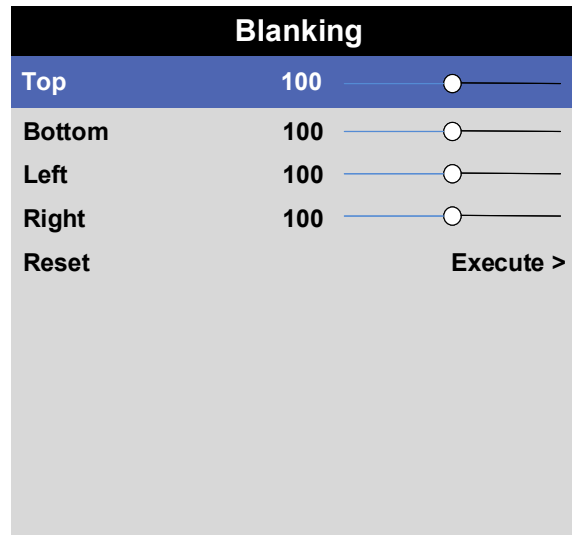 Blanking
Top 100
Bottom 100
Left 100
Right 100
Reset Execute >